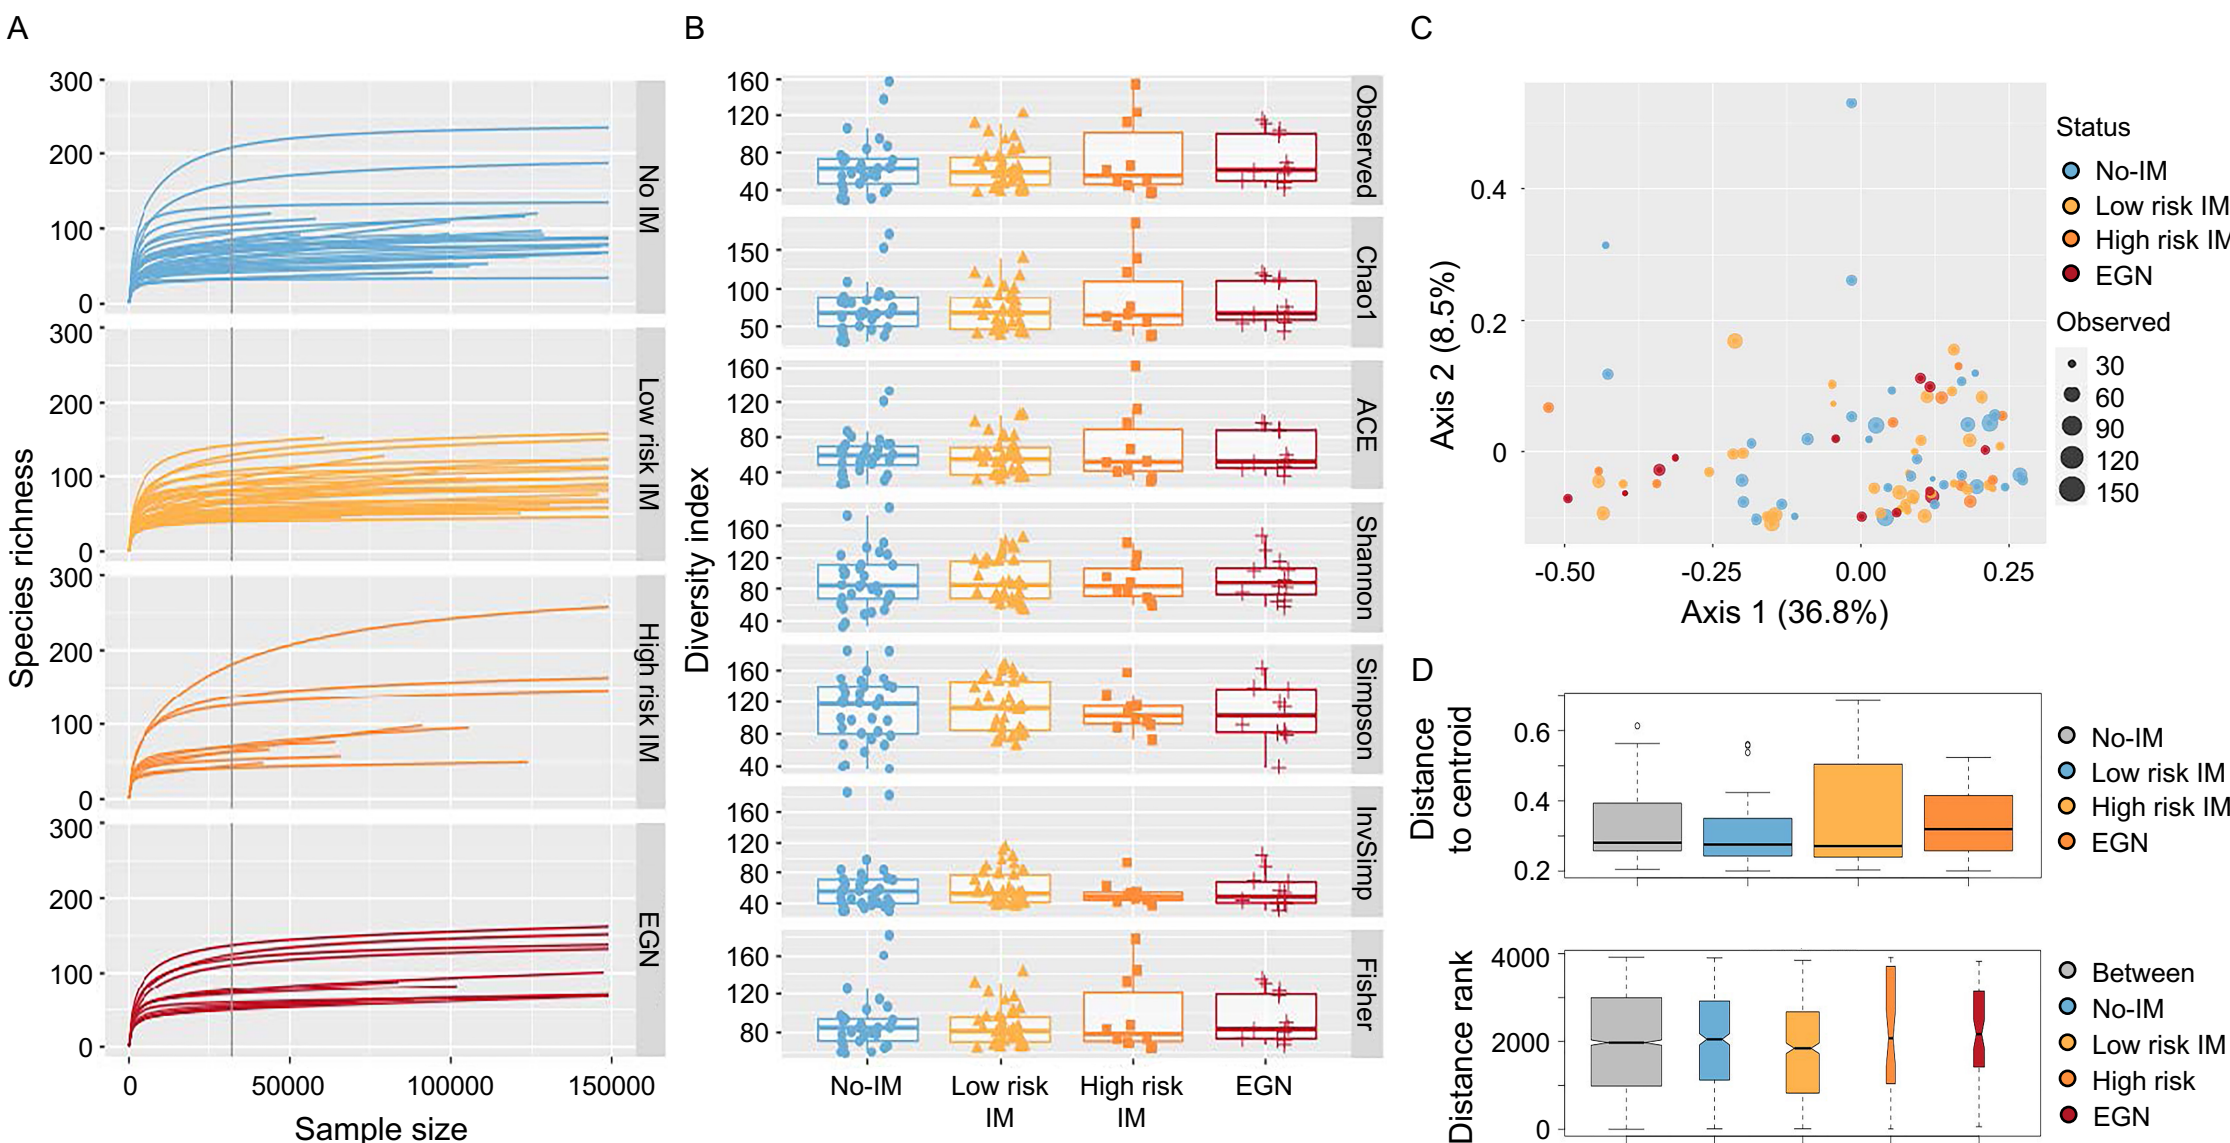 A
Species richness
300
200
100
0
No IM
300
200
100
0
Low risk IM
300
200
100
0
High risk IM
300
200
100
0
EGN
0
50000
100000
150000
Sample size
B
Diversity index
160
120
80
40
Observed
150
100
50
Chao1
160
120
80
40
ACE
160
120
80
40
Shannon
160
120
80
40
Simpson
160
120
80
40
InvSimp
160
120
80
Fisher
No-IM
Low risk
IM
High risk
IM
EGN
C
Axis 2 (8.5%)
0.4
0.2
0
-0.50
-0.25
0.00
0.25
Axis 1 (36.8%)
Status
No-IM
Low risk IM
High risk IM
EGN
Observed
30
60
90
120
150
D
Distance
to centroid
0.6
0.4
0.2
No-IM
Low risk IM
High risk IM
EGN
Distance rank
4000
2000
0
Between
No-IM
Low risk IM
High risk
EGN